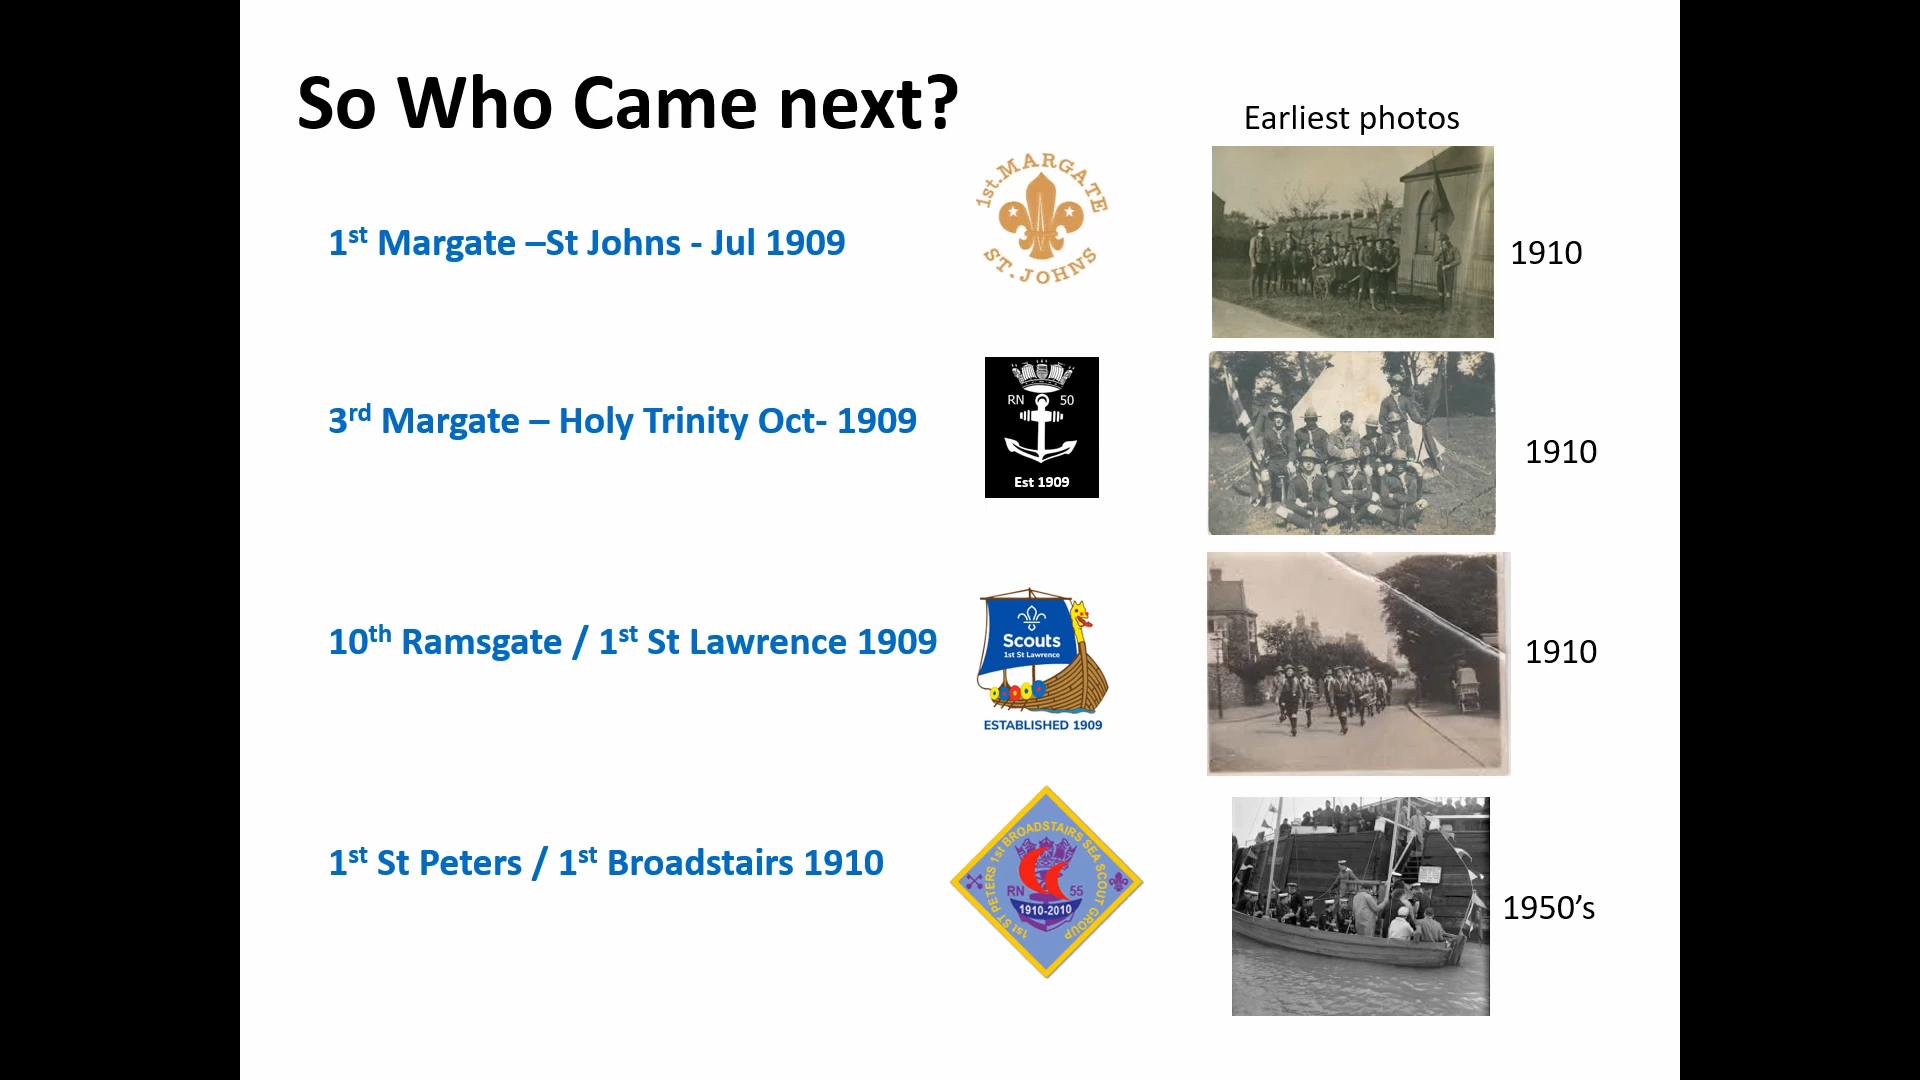 So Who Came next?
Earliest photos
1st Margate –St Johns - Jul 1909
1st. MARGATE
ST. JOHNS
1910
3rd Margate – Holy Trinity Oct- 1909
RN 50
Est 1909
1910
10th Ramsgate / 1st St Lawrence 1909
Scouts
1st St Lawrence
ESTABLISHED 1909
1910
1st St Peters / 1st Broadstairs 1910
1st ST PETERS 1st BROADSTAIRS SEA SCOUT GROUP
RN 55
1910-2010
1950’s